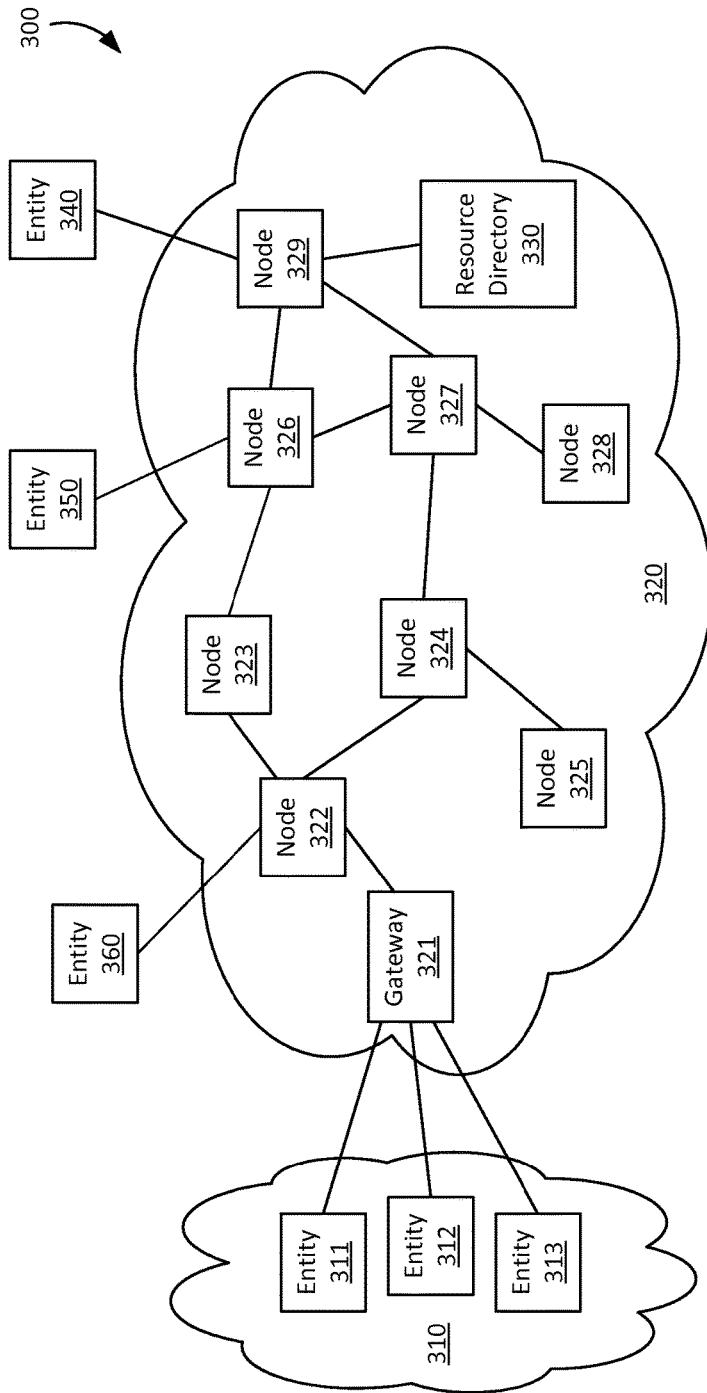 300
Entity
340
Entity
350
Entity
360
Node
329
Resource
Directory
330
Node
326
Node
327
Node
328
Node
323
Node
324
Node
325
Node
322
Gateway
321
320
Entity
311
Entity
312
Entity
313
310